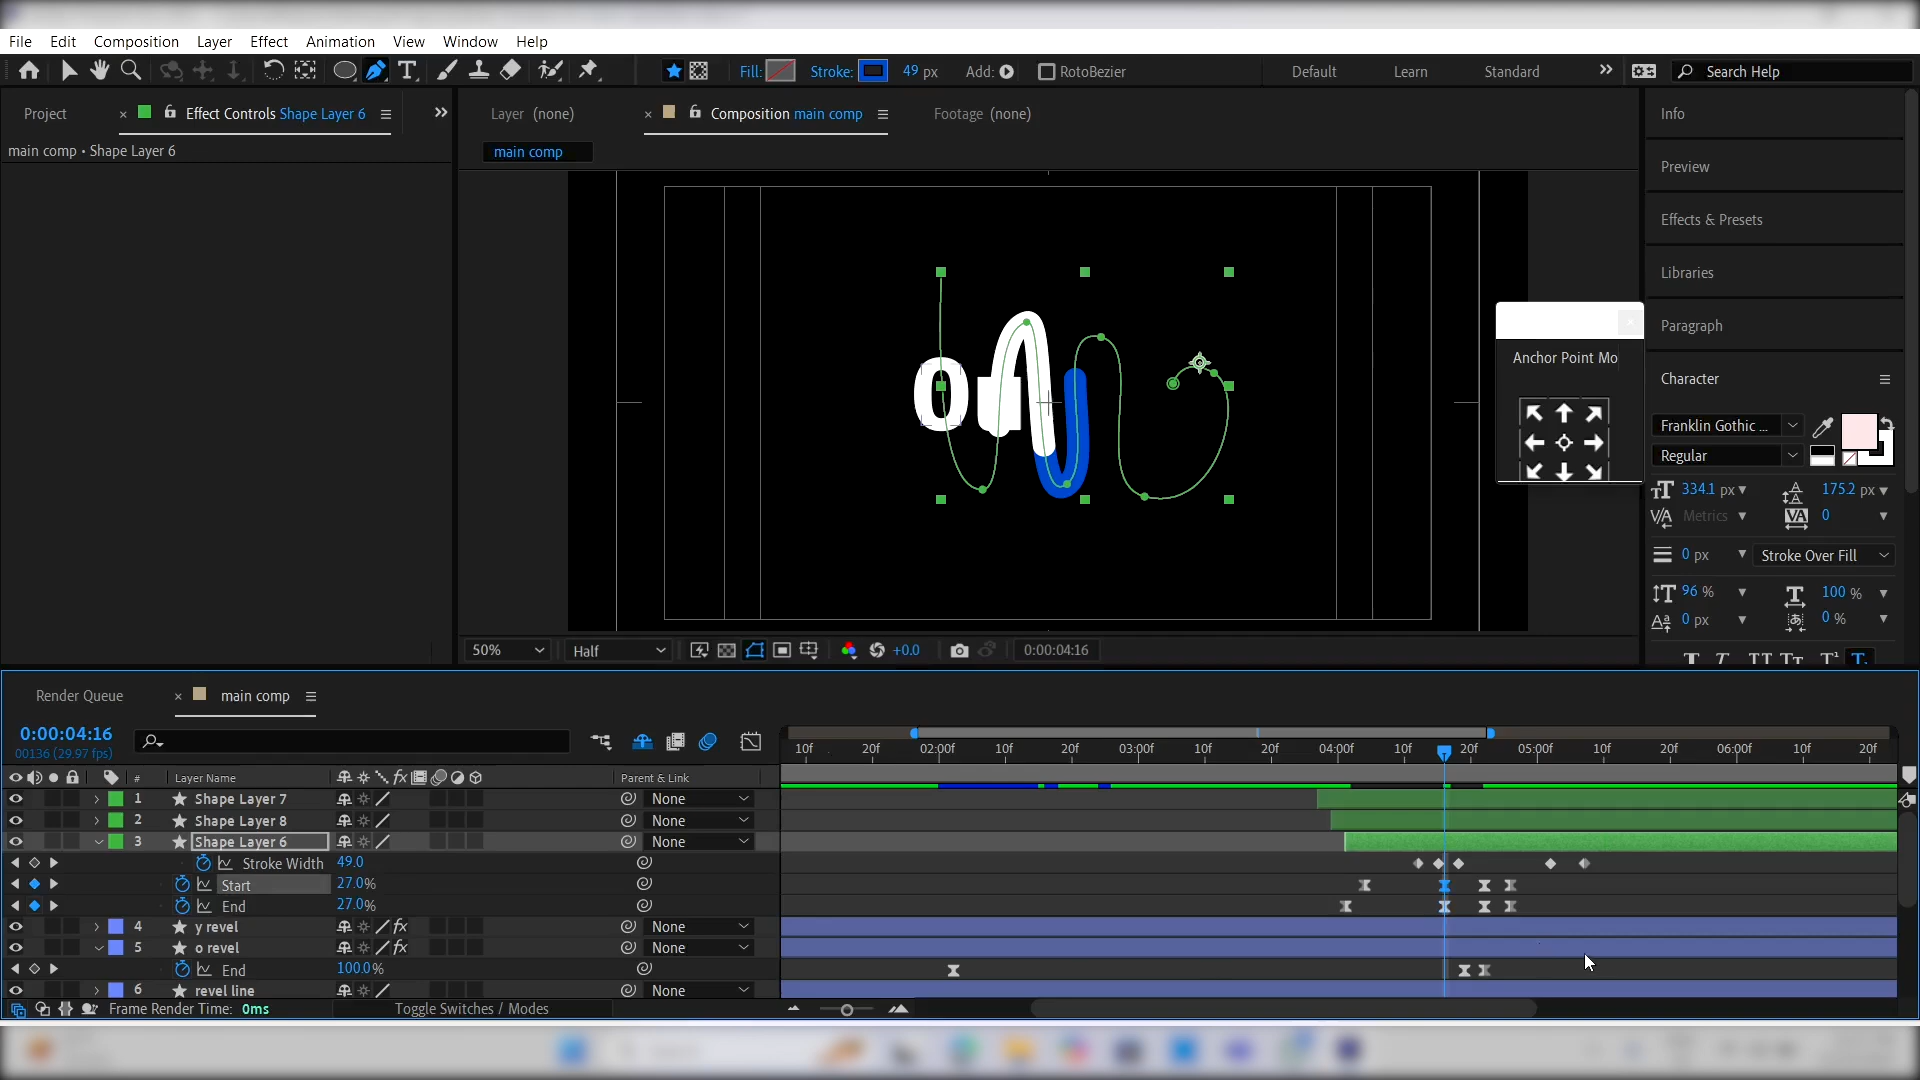 File Edit Composition Layer Effect Animation View Window Help
Fill: Stroke: 49 px Add: RotoBezier Default Learn Standard Search Help
Project Effect Controls Shape Layer 6 Layer (none) Composition main comp Footage (none) Info
main comp • Shape Layer 6 main comp
Preview
Effects & Presets
Libraries
Paragraph
Anchor Point Mo
Character
Franklin Gothic ...
Regular
334.1 px 175.2 px
Metrics 0
0 px Stroke Over Fill
96 % 100 %
0 px 0 %
50% Half +0.0 0:00:04:16
Render Queue main comp
0:00:04:16
00136 (29.97 fps)
10f 20f 02:00f 10f 20f 03:00f 10f 20f 04:00f 10f 20f 05:00f 10f 20f 06:00f 10f 20f
# Layer Name Parent & Link
1 Shape Layer 7 None
2 Shape Layer 8 None
3 Shape Layer 6 None
Stroke Width 49.0
Start 27.0%
End 27.0%
4 y revel None
5 o revel None
End 100.0%
6 revel line None
Frame Render Time: 0ms Toggle Switches / Modes